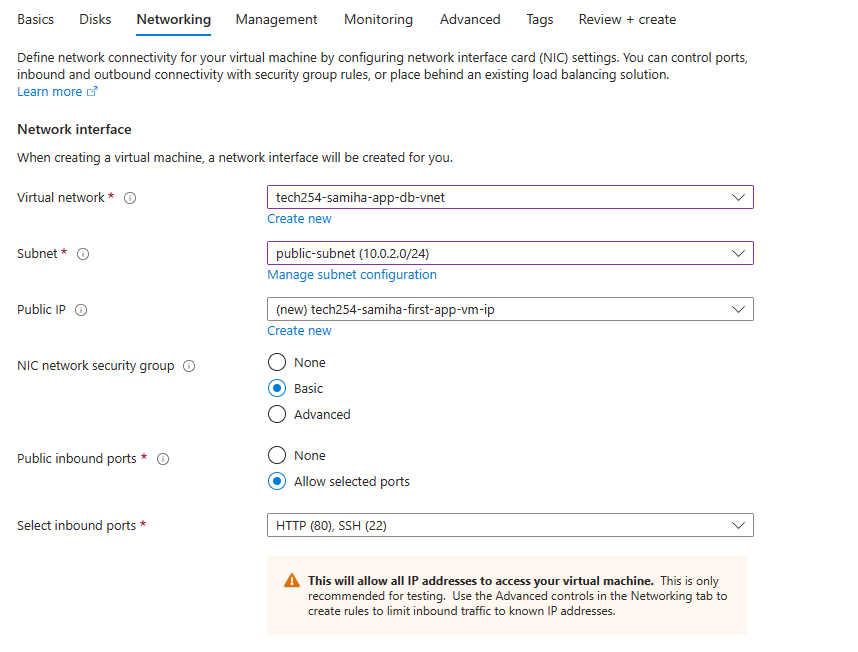 Basics Disks Networking Management Monitoring Advanced Tags Review + create
Define network connectivity for your virtual machine by configuring network interface card (NIC) settings. You can control ports,
inbound and outbound connectivity with security group rules, or place behind an existing load balancing solution.
Learn more
Network interface
When creating a virtual machine, a network interface will be created for you.
Virtual network * tech254-samiha-app-db-vnet
Create new
Subnet * public-subnet (10.0.2.0/24)
Manage subnet configuration
Public IP (new) tech254-samiha-first-app-vm-ip
Create new
NIC network security group None
Basic
Advanced
Public inbound ports * None
Allow selected ports
Select inbound ports * HTTP (80), SSH (22)
This will allow all IP addresses to access your virtual machine. This is only
recommended for testing. Use the Advanced controls in the Networking tab to
create rules to limit inbound traffic to known IP addresses.